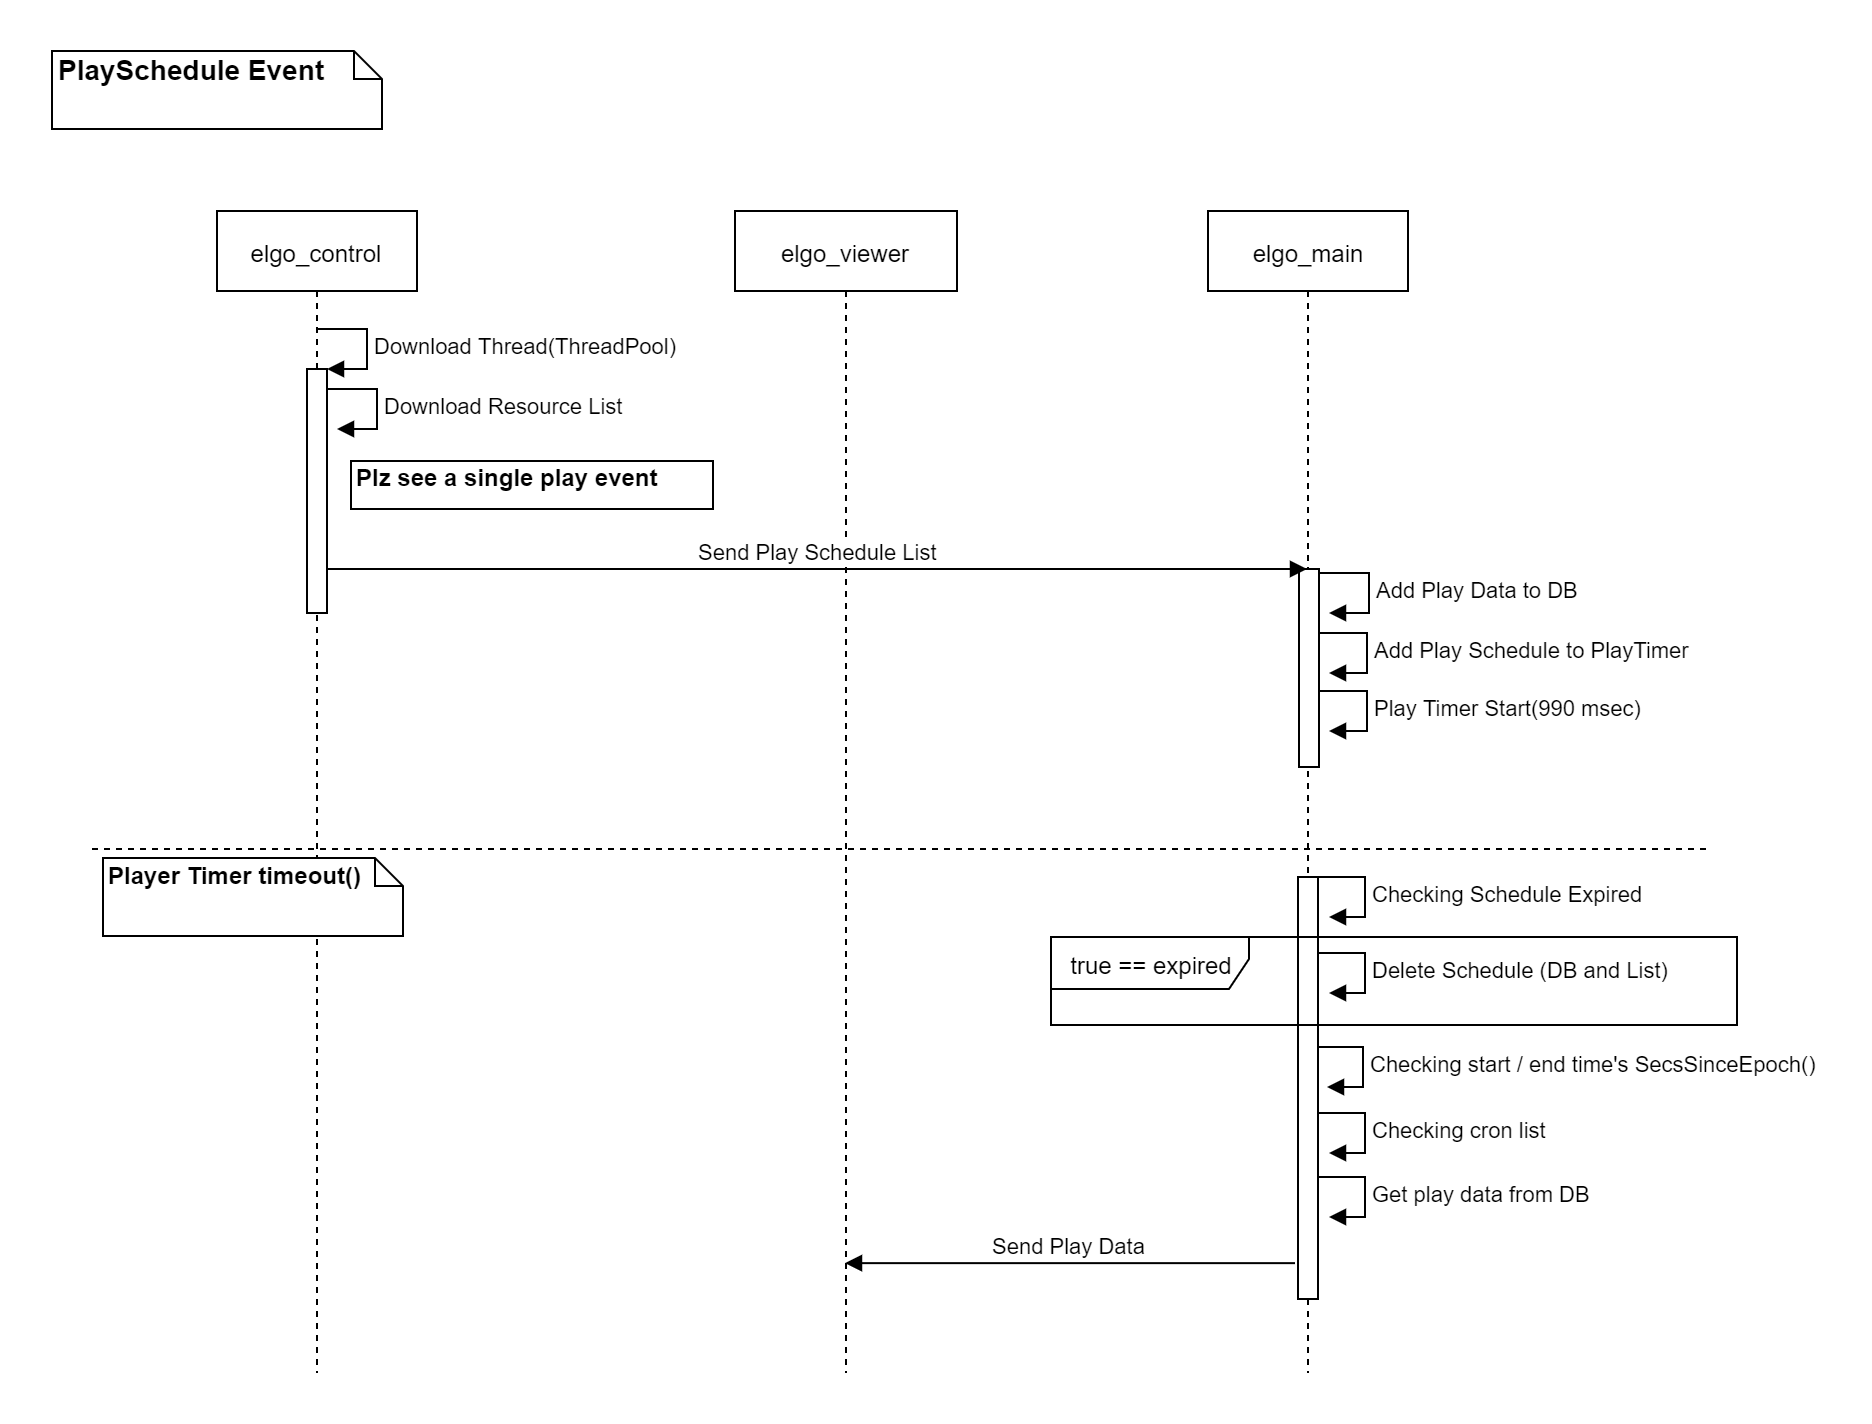 PlaySchedule Event
elgo_control
elgo_viewer
elgo_main
Download Thread(ThreadPool)
Download Resource List
Plz see a single play event
Send Play Schedule List
Add Play Data to DB
Add Play Schedule to PlayTimer
Play Timer Start(990 msec)
Player Timer timeout()
Checking Schedule Expired
true == expired
Delete Schedule (DB and List)
Checking start / end time's SecsSinceEpoch()
Checking cron list
Get play data from DB
Send Play Data